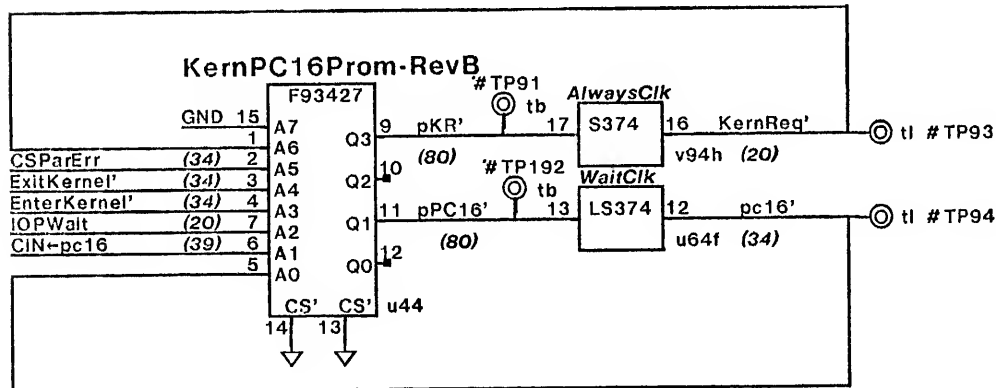 KernPC16Prom-RevB
F93427
GND 15 A7
1 A6
CSParErr (34) 2 A5
ExitKernel' (34) 3 A4
EnterKernel' (34) 4 A3
IOPWait (20) 7 A2
CIN←pc16 (39) 6 A1
5 A0
Q3 9 pKR' (80)
Q2 10
Q1 11 pPC16' (80)
Q0 12
CS' CS' u44
14 13
#TP91
tb
AlwaysClk
17 S374 16 KernReq'
v94h (20)
tl #TP93
#TP192
tb
WaitClk
13 LS374 12 pc16'
u64f (34)
tl #TP94